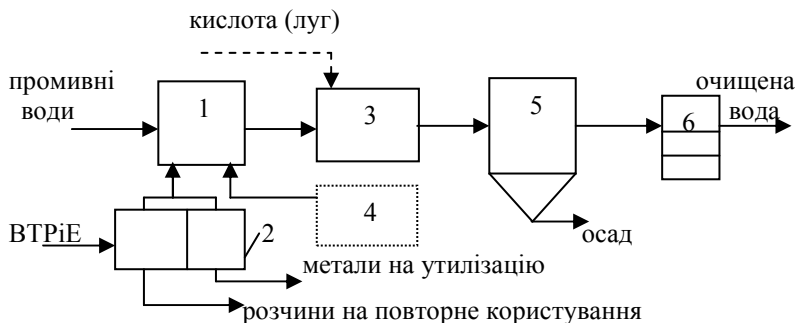 кислота (луг)
промивні
води
очищена
вода
1
3
5
6
4
ВТРіЕ
2
осад
метали на утилізацію
розчини на повторне користування